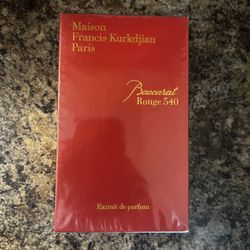 Maison
Francis Kurkdjian
Paris
Baccarat
Rouge 540
Extrait de parfum